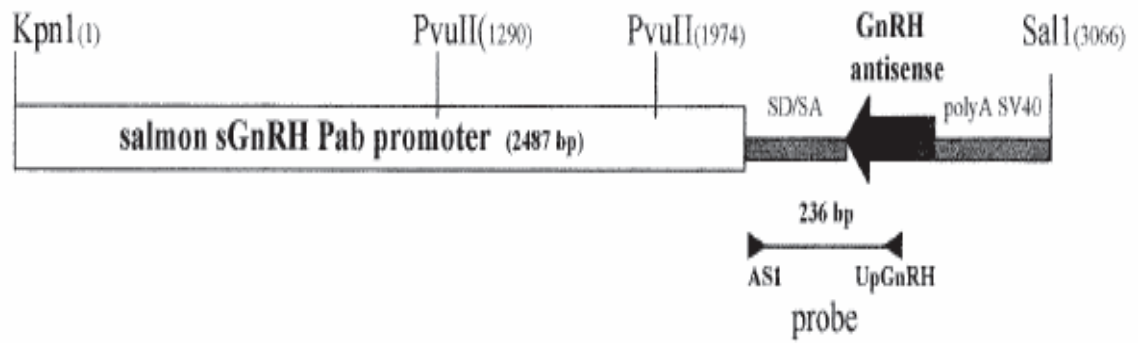 Kpn1(1) PvuII(1290) PvuII(1974) GnRH antisense Sal1(3066)
SD/SA polyA SV40
salmon sGnRH Pab promoter (2487 bp)
236 bp
AS1 UpGnRH
probe